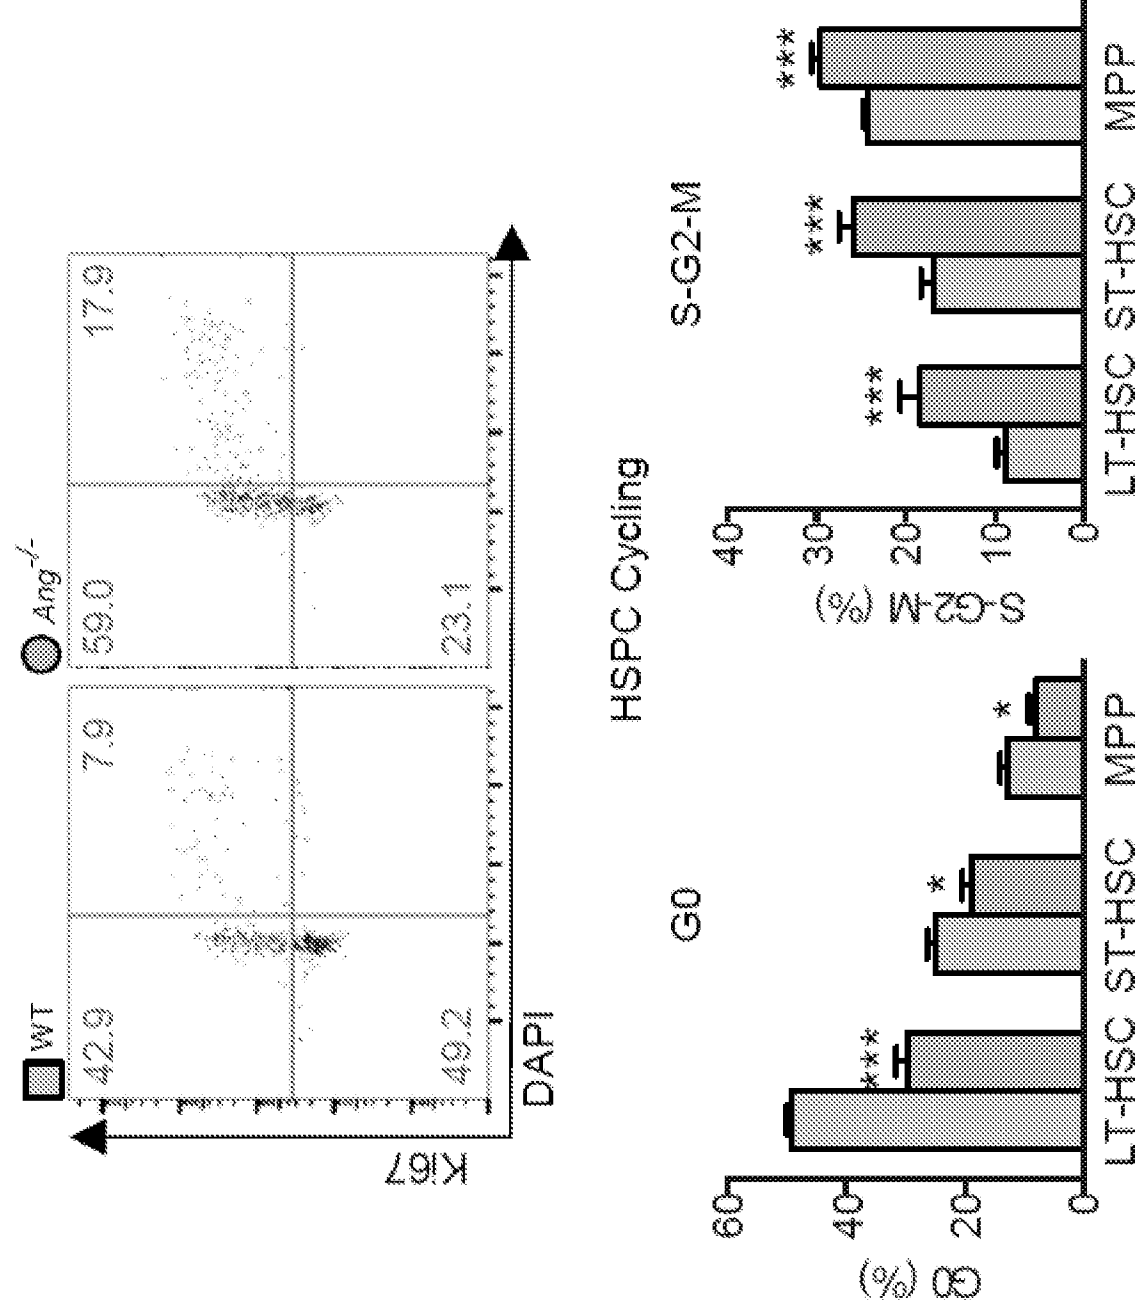 WT
Ang-/-
42.9
7.9
59.0
17.9
49.2
23.1
Ki67
DAPI
HSPC Cycling
G0
S-G2-M
G0 (%)
60
40
20
0
***
*
*
LT-HSC ST-HSC MPP
S-G2-M (%)
40
30
20
10
0
***
***
***
LT-HSC ST-HSC MPP